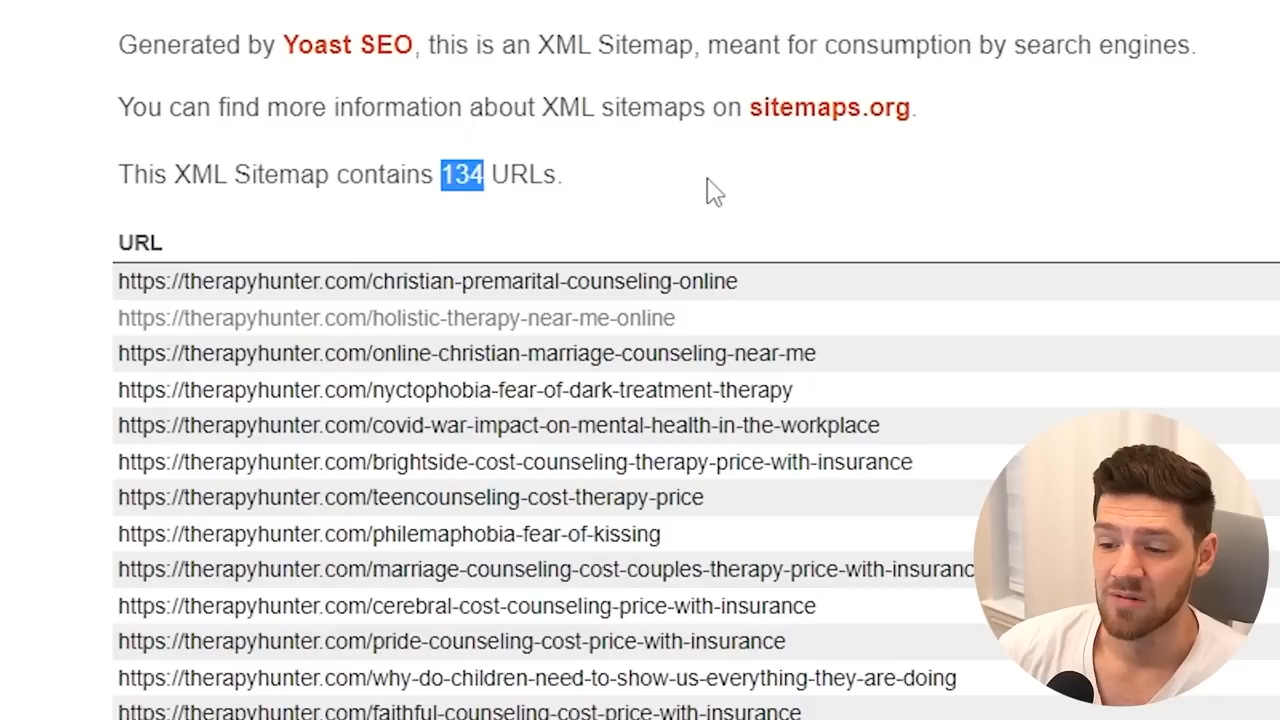 Generated by Yoast SEO, this is an XML Sitemap, meant for consumption by search engines.
You can find more information about XML sitemaps on sitemaps.org.
This XML Sitemap contains 134 URLs.
URL
https://therapyhunter.com/christian-premarital-counseling-online
https://therapyhunter.com/holistic-therapy-near-me-online
https://therapyhunter.com/online-christian-marriage-counseling-near-me
https://therapyhunter.com/nyctophobia-fear-of-dark-treatment-therapy
https://therapyhunter.com/covid-war-impact-on-mental-health-in-the-workplace
https://therapyhunter.com/brightside-cost-counseling-therapy-price-with-insurance
https://therapyhunter.com/teencounseling-cost-therapy-price
https://therapyhunter.com/philemaphobia-fear-of-kissing
https://therapyhunter.com/marriage-counseling-cost-couples-therapy-price-with-insuranc
https://therapyhunter.com/cerebral-cost-counseling-price-with-insurance
https://therapyhunter.com/pride-counseling-cost-price-with-insurance
https://therapyhunter.com/why-do-children-need-to-show-us-everything-they-are-doing
https://therapyhunter.com/faithful-counseling-cost-price-with-insurance